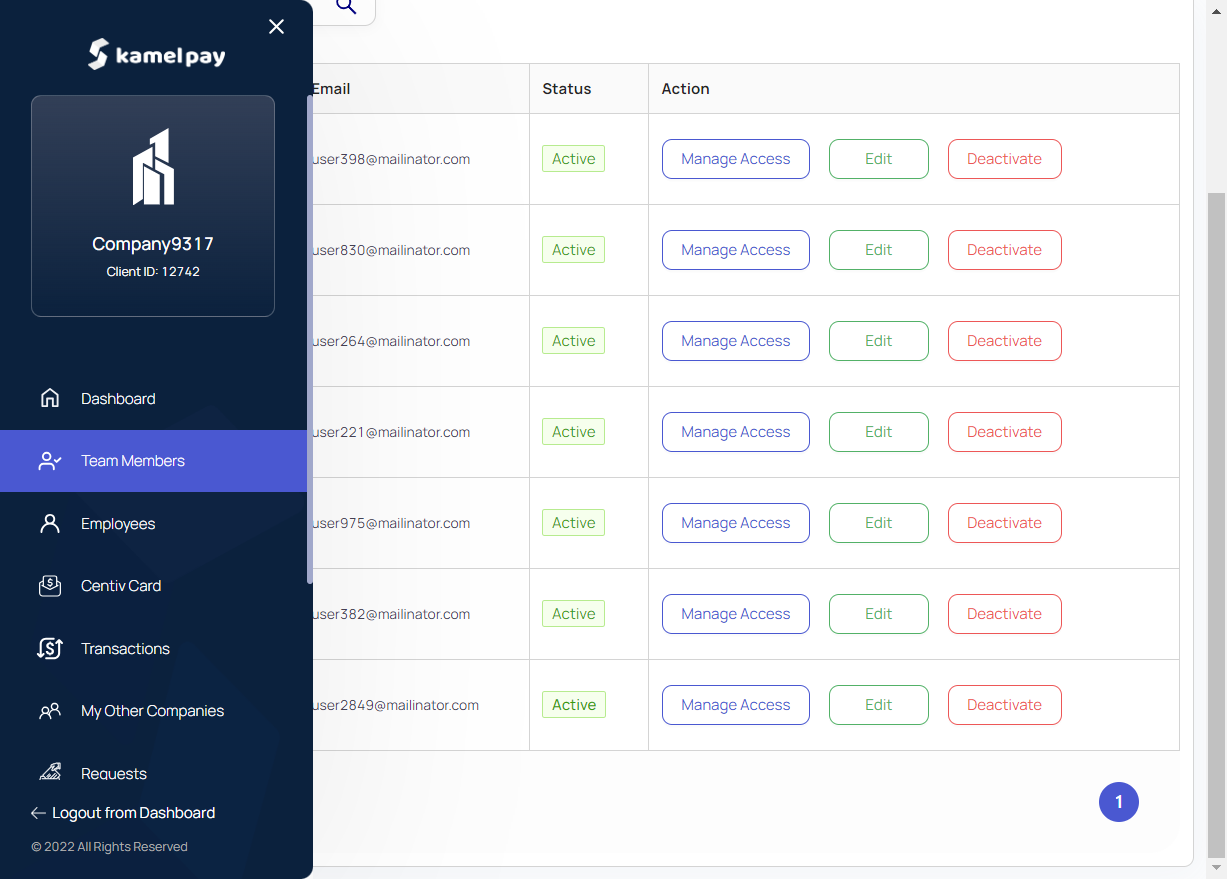 kamelpay
Company9317
Client ID: 12742
Dashboard
Team Members
Employees
Centiv Card
Transactions
My Other Companies
Requests
Logout from Dashboard
© 2022 All Rights Reserved
Email Status Action
user398@mailinator.com Active Manage Access Edit Deactivate
user830@mailinator.com Active Manage Access Edit Deactivate
user264@mailinator.com Active Manage Access Edit Deactivate
user221@mailinator.com Active Manage Access Edit Deactivate
user975@mailinator.com Active Manage Access Edit Deactivate
user382@mailinator.com Active Manage Access Edit Deactivate
user2849@mailinator.com Active Manage Access Edit Deactivate
1